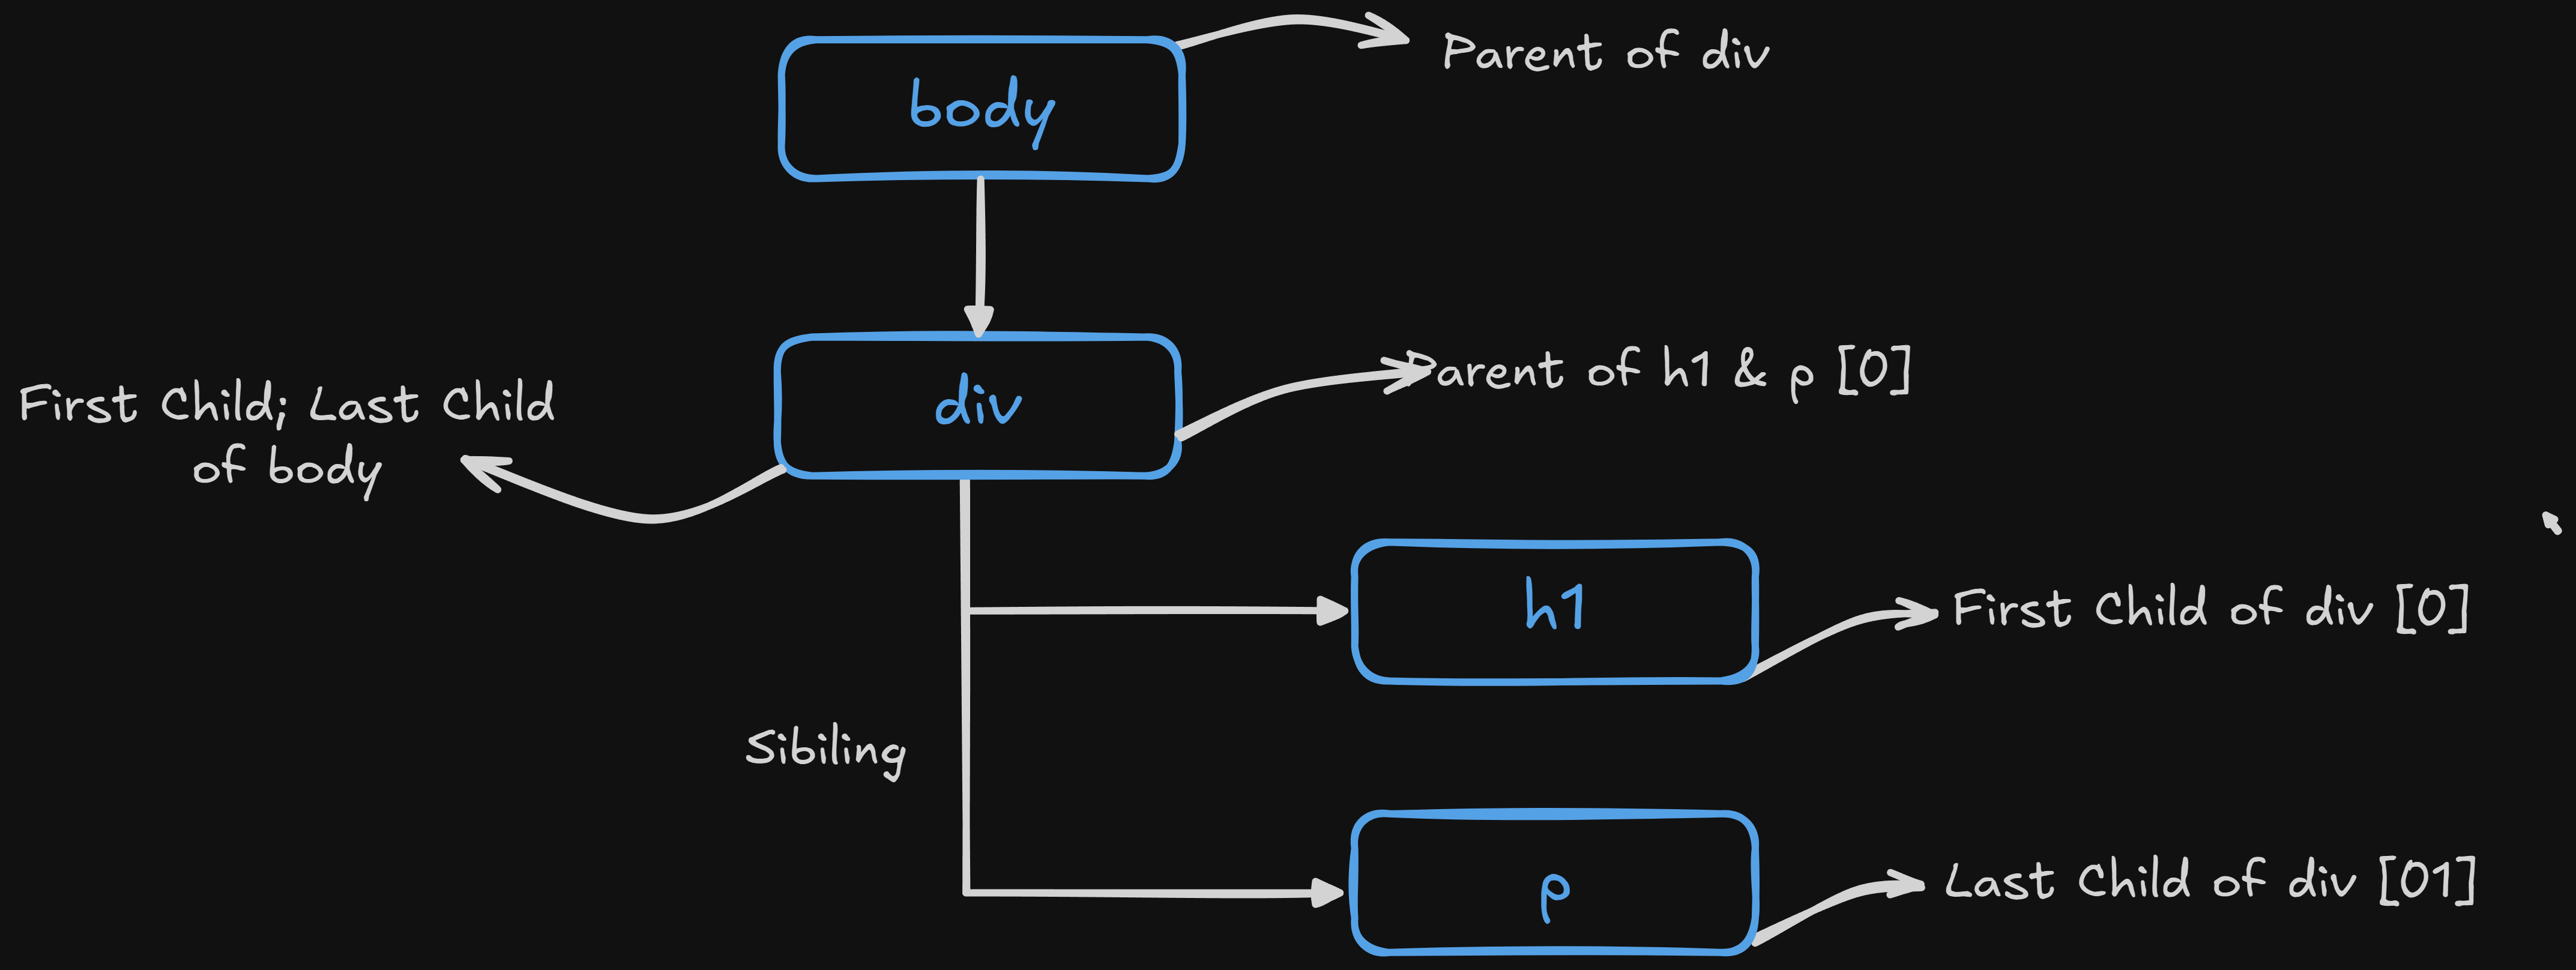 body
Parent of div
div
Parent of h1 & p [0]
First Child; Last Child
of body
h1
First Child of div [0]
Sibiling
p
Last Child of div [01]